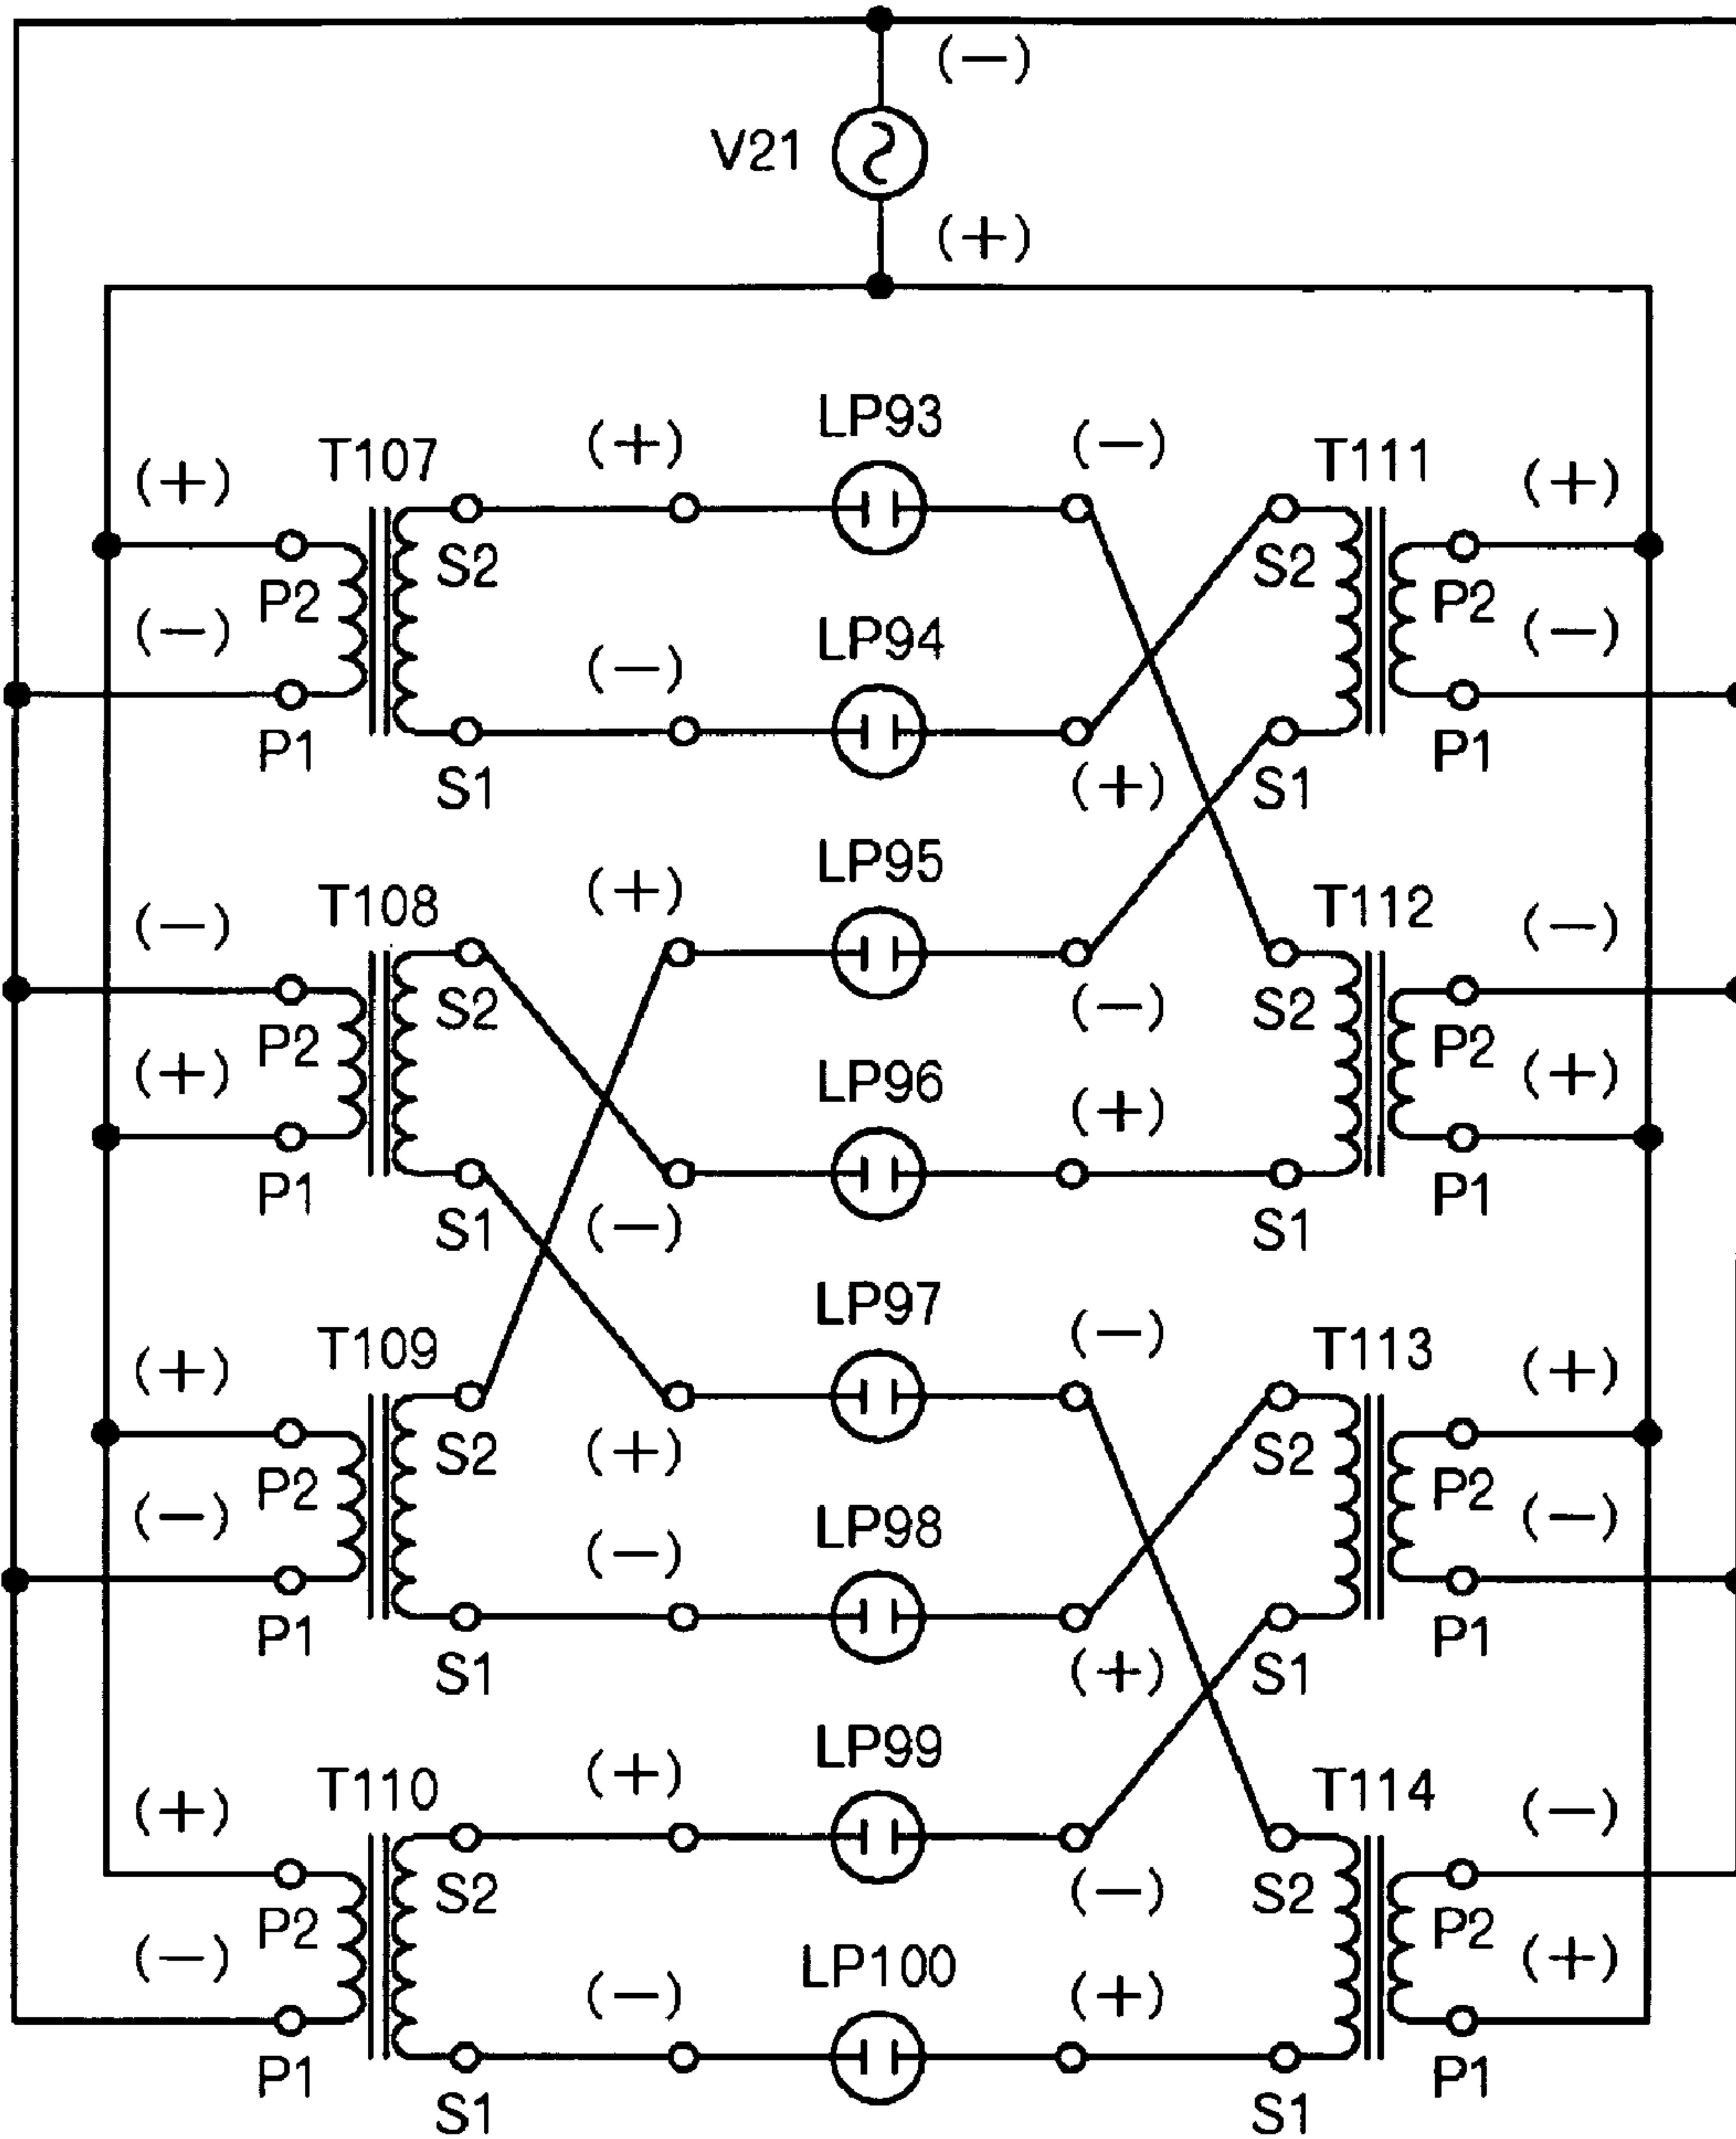 (−)
V21
(+)
LP93
(+) T107 (+) (−) T111 (+)
S2 S2
P2 LP94 P2
(−) (−) (−)
P1 S1 (+) S1 P1
LP95
(−) T108 (+) T112 (−)
S2 (−) S2
P2 LP96 P2
(+) (+) (+)
P1 S1 (−) S1 P1
LP97
(+) T109 (−) T113 (+)
S2 (+) S2
P2 LP98 P2
(−) (−) (−)
P1 S1 (+) S1 P1
LP99
(+) T110 (+) T114 (−)
S2 (−) S2
P2 LP100 P2
(−) (−) (+) (+)
P1 S1 S1 P1